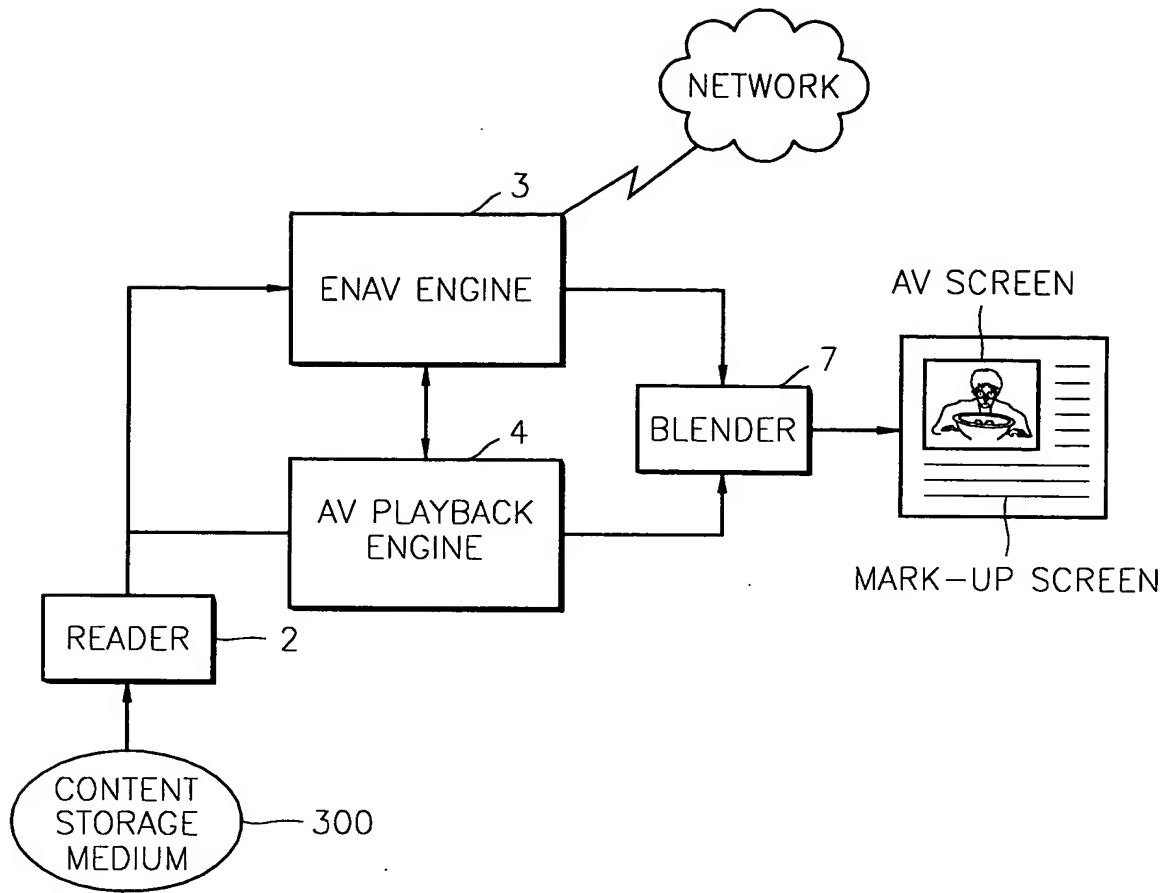 NETWORK
3
ENAV ENGINE
AV SCREEN
7
BLENDER
4
AV PLAYBACK
ENGINE
MARK-UP SCREEN
READER
2
CONTENT
STORAGE
MEDIUM
300